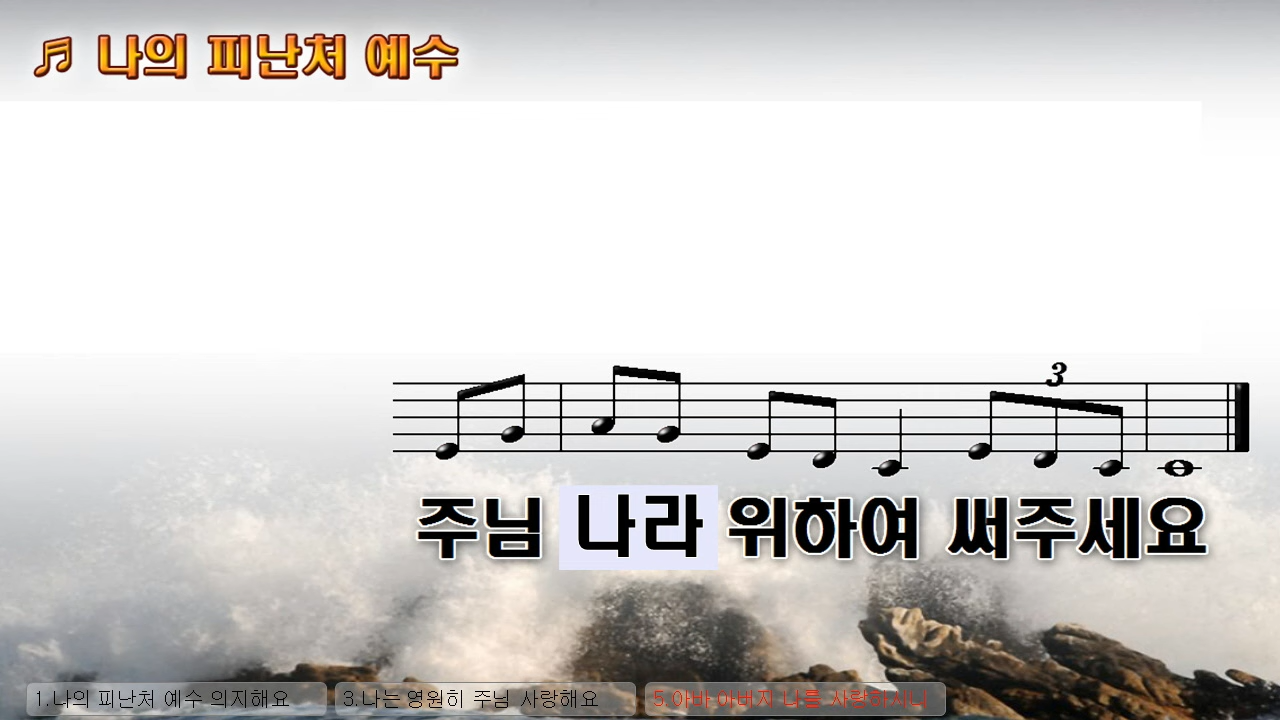 ♬ 나의 피난처 예수
3
주님 나라 위하여 써주세요
1.나의 피난처 예수 의지해요
3.나는 영원히 주님 사랑해요
5.아바 아버지 나를 사랑하시니